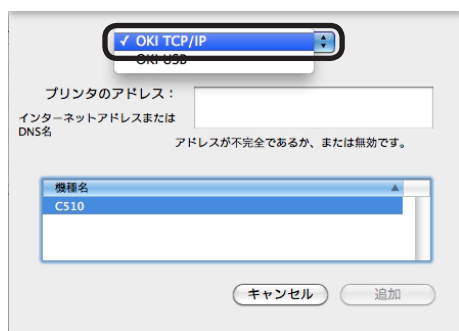 ✓ OKI TCP/IP
OKI USB
プリンタのアドレス：
インターネットアドレスまたは
DNS名
アドレスが不完全であるか、または無効です。
機種名
C510
キャンセル
追加